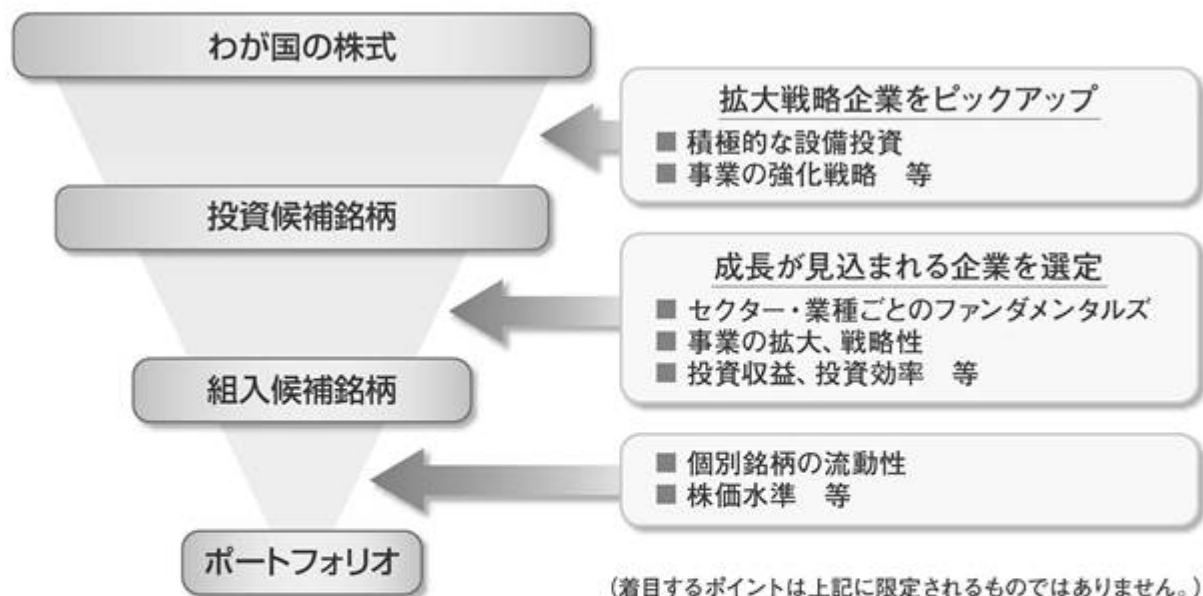 わが国の株式
拡大戦略企業をピックアップ
■ 積極的な設備投資
■ 事業の強化戦略　等
投資候補銘柄
成長が見込まれる企業を選定
■ セクター・業種ごとのファンダメンタルズ
■ 事業の拡大、戦略性
■ 投資収益、投資効率　等
組入候補銘柄
■ 個別銘柄の流動性
■ 株価水準　等
ポートフォリオ
（着目するポイントは上記に限定されるものではありません。）